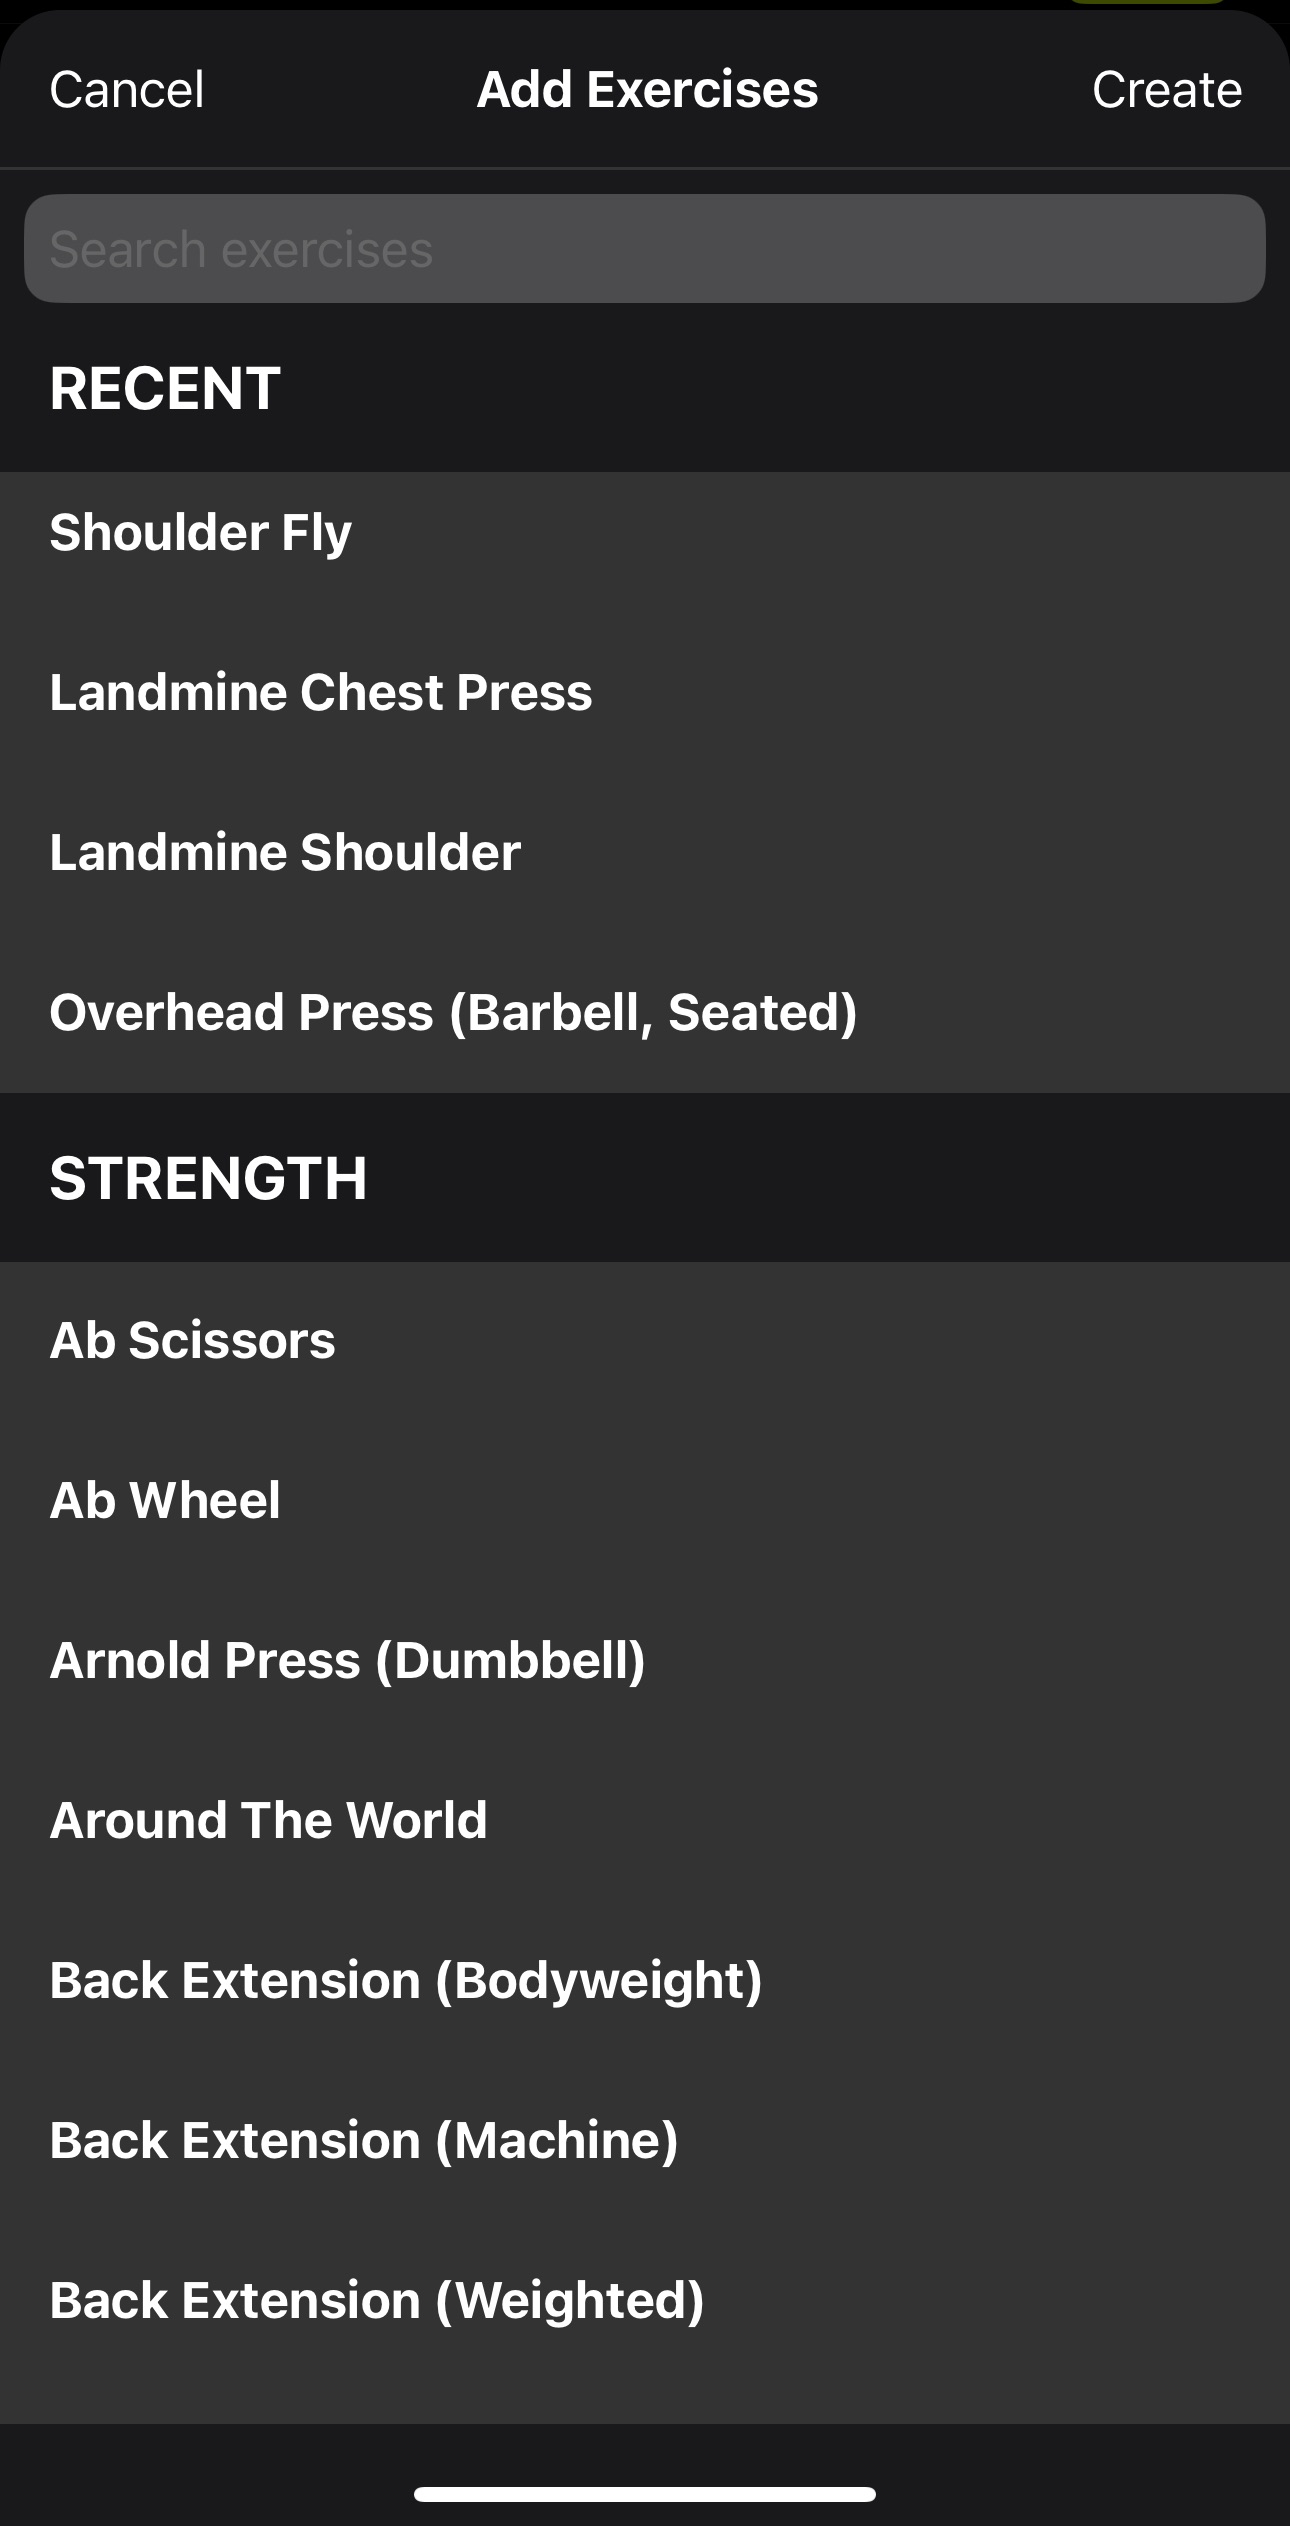 Cancel
Add Exercises
Create
Search exercises
RECENT
Shoulder Fly
Landmine Chest Press
Landmine Shoulder
Overhead Press (Barbell, Seated)
STRENGTH
Ab Scissors
Ab Wheel
Arnold Press (Dumbbell)
Around The World
Back Extension (Bodyweight)
Back Extension (Machine)
Back Extension (Weighted)